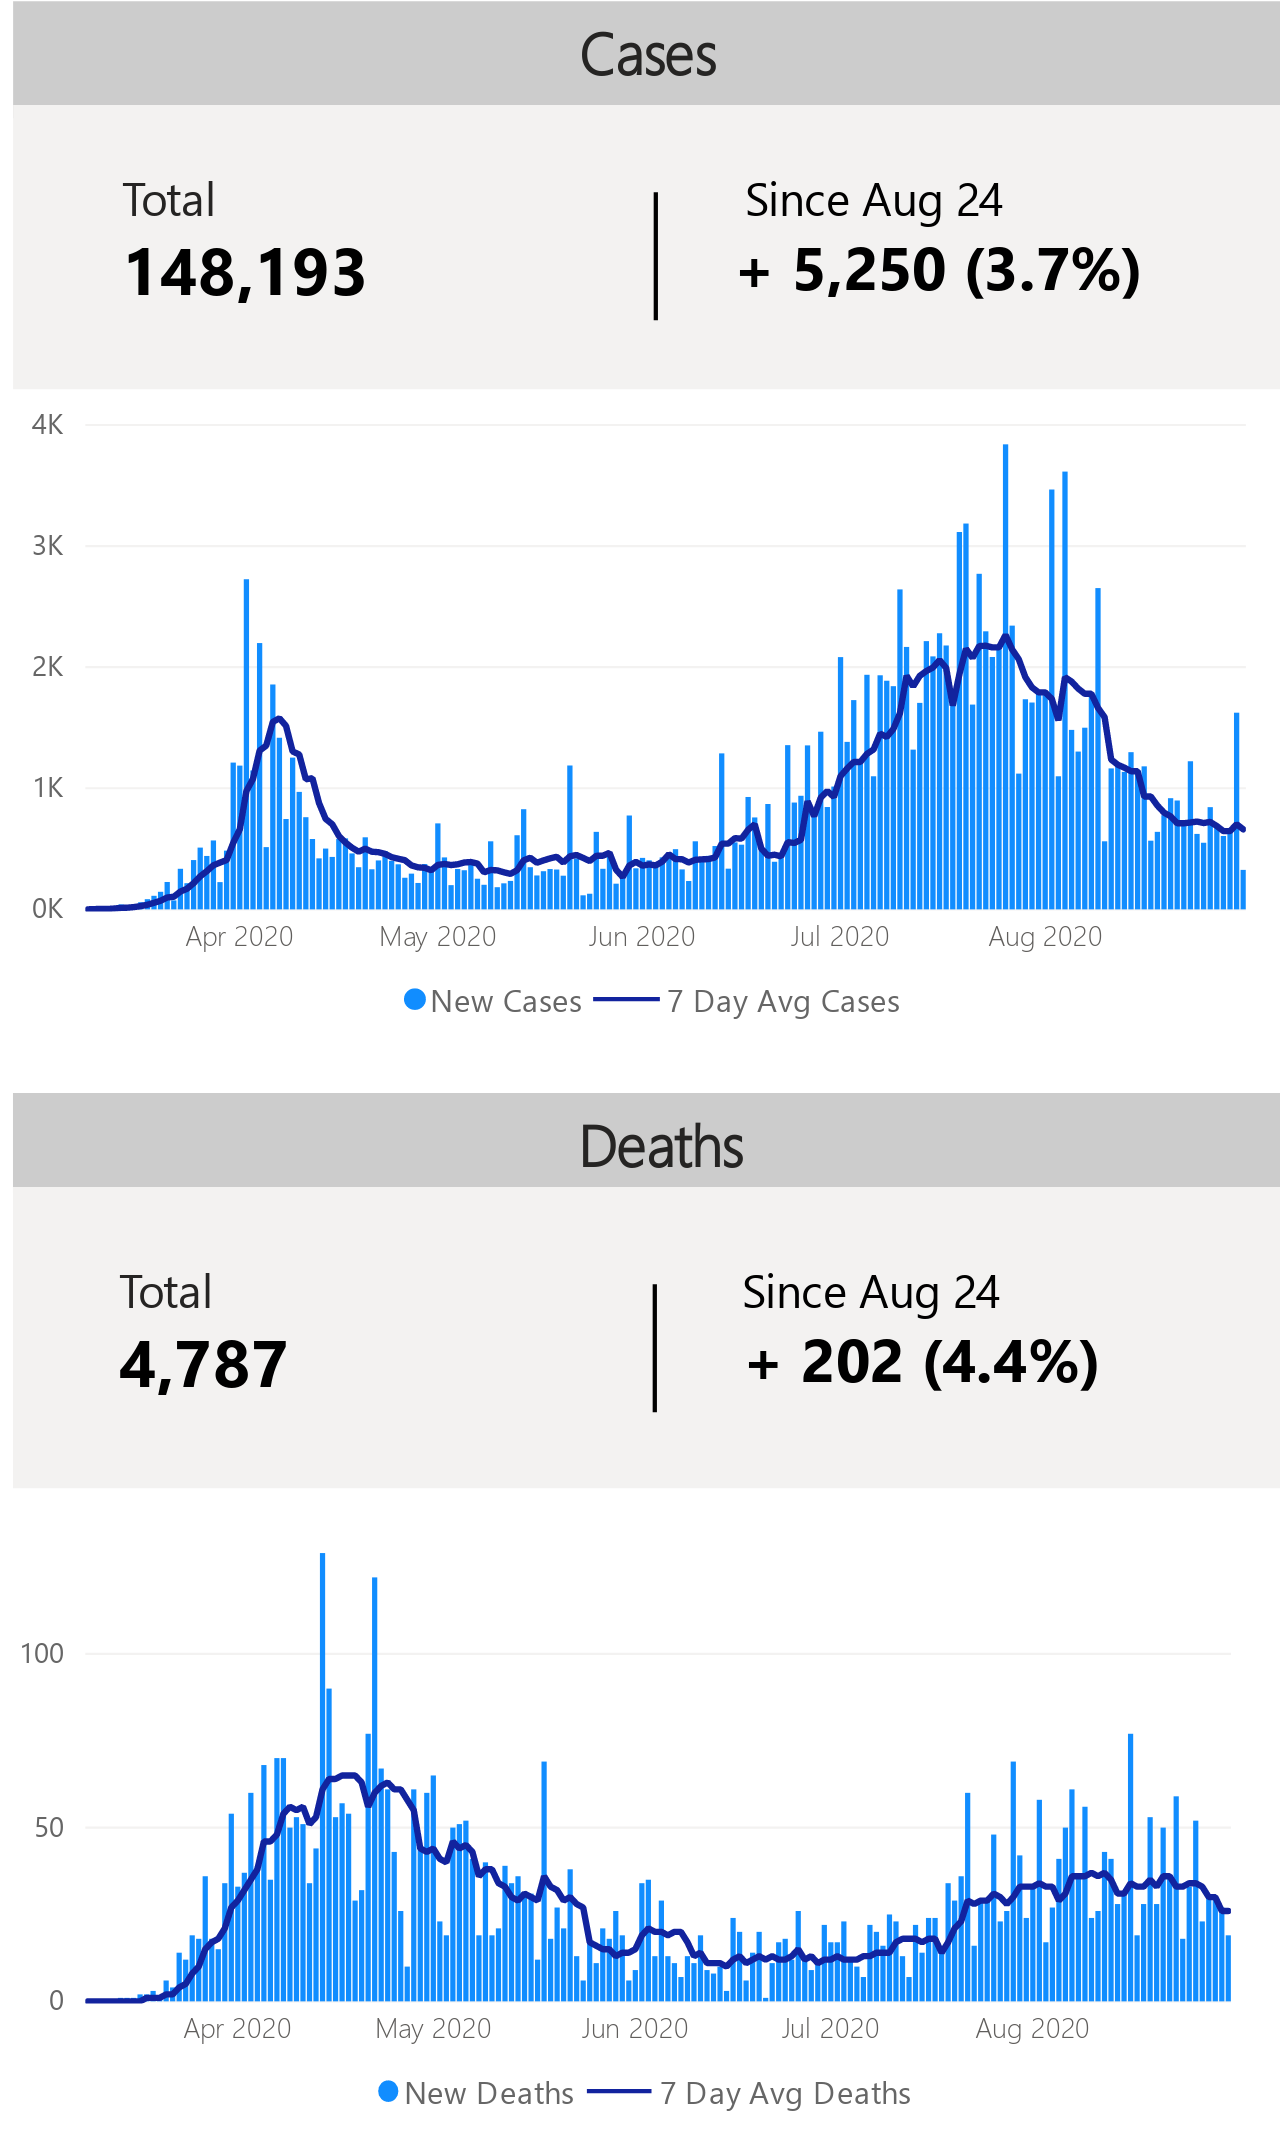 Cases
Total
Since Aug 24
148,193
+ 5,250 (3.7%)
4K
3K
2K
1K
0K
Apr 2020
May 2020
Jun 2020
Jul 2020
Aug 2020
New Cases
7 Day Avg Cases
Deaths
Total
Since Aug 24
4,787
+ 202 (4.4%)
100
50
0
Apr 2020
May 2020
Jun 2020
Jul 2020
Aug 2020
New Deaths
7 Day Avg Deaths